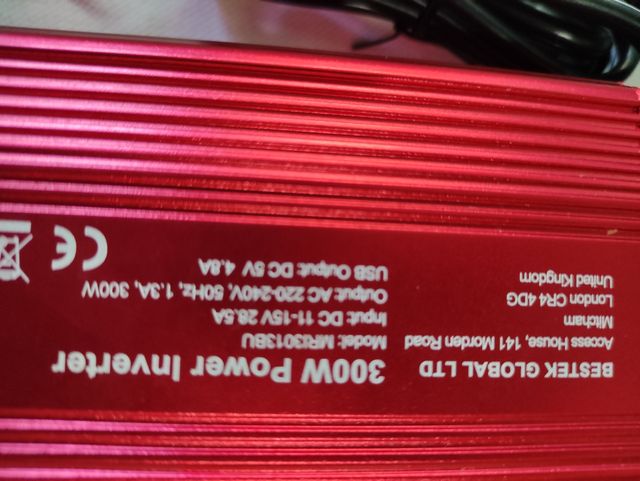 BESTEK GLOBAL LTD
Access House, 141 Morden Road
Mitcham
London CR4 4DG
United Kingdom
300W Power Inverter
Model: MRI3013BU
Input: DC 11-15V 28.5A
Output: AC 220-240V, 50Hz, 1.3A, 300W
USB Output: DC 5V 4.8A
CE